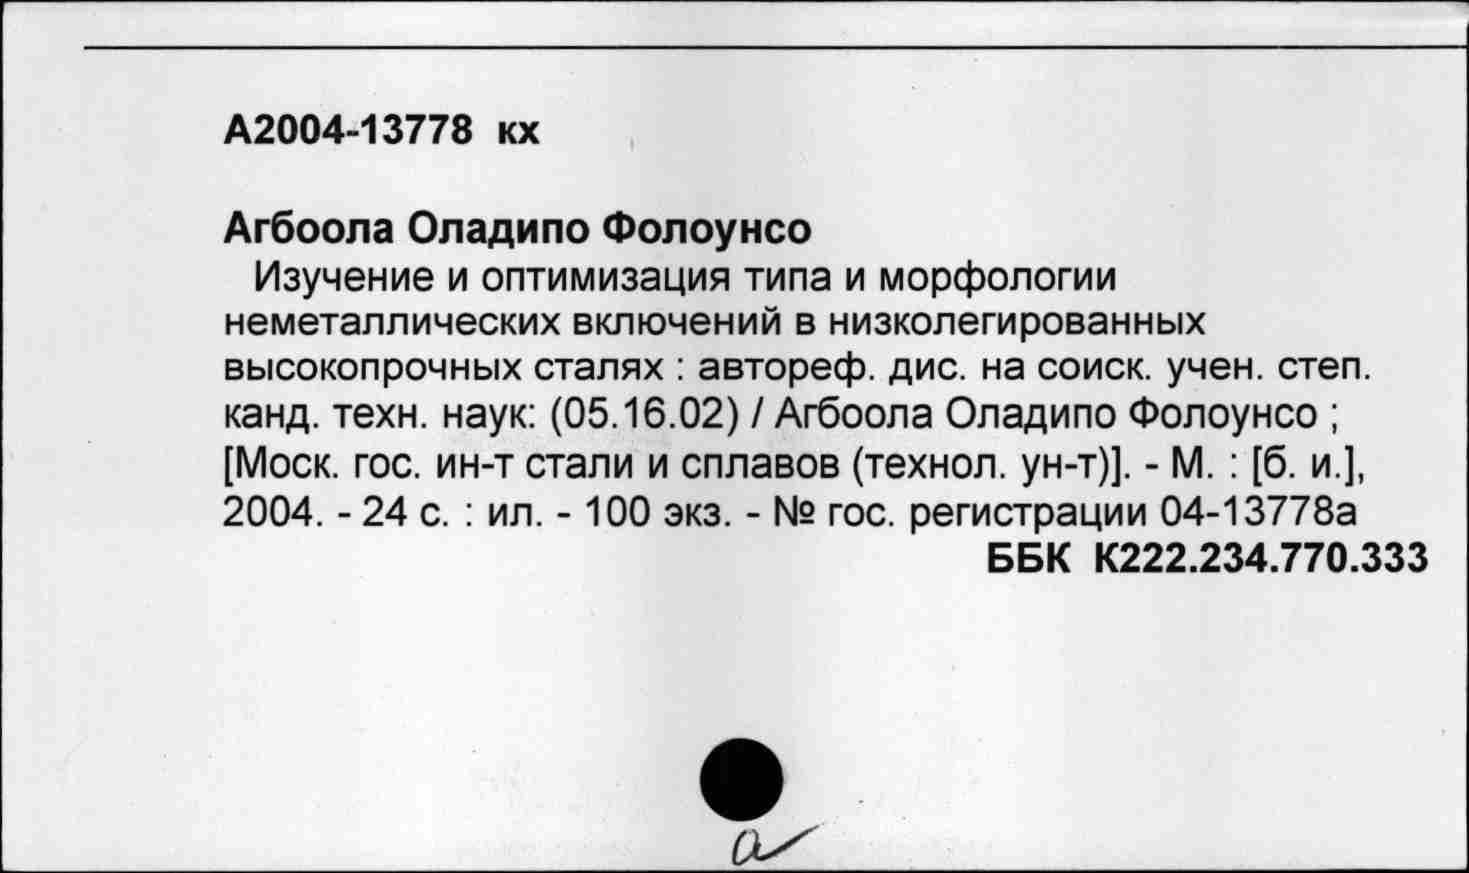 А2004-13778 кх
Агбоола Оладипо Фолоунсо
Изучение и оптимизация типа и морфологии
неметаллических включений в низколегированных
высокопрочных сталях : автореф. дис. на соиск. учен. степ.
канд. техн. наук: (05.16.02) / Агбоола Оладипо Фолоунсо ;
[Моск. гос. ин-т стали и сплавов (технол. ун-т)]. - М. : [б. и.],
2004. - 24 с. : ил. - 100 экз. - № гос. регистрации 04-13778а
ББК К222.234.770.333
а